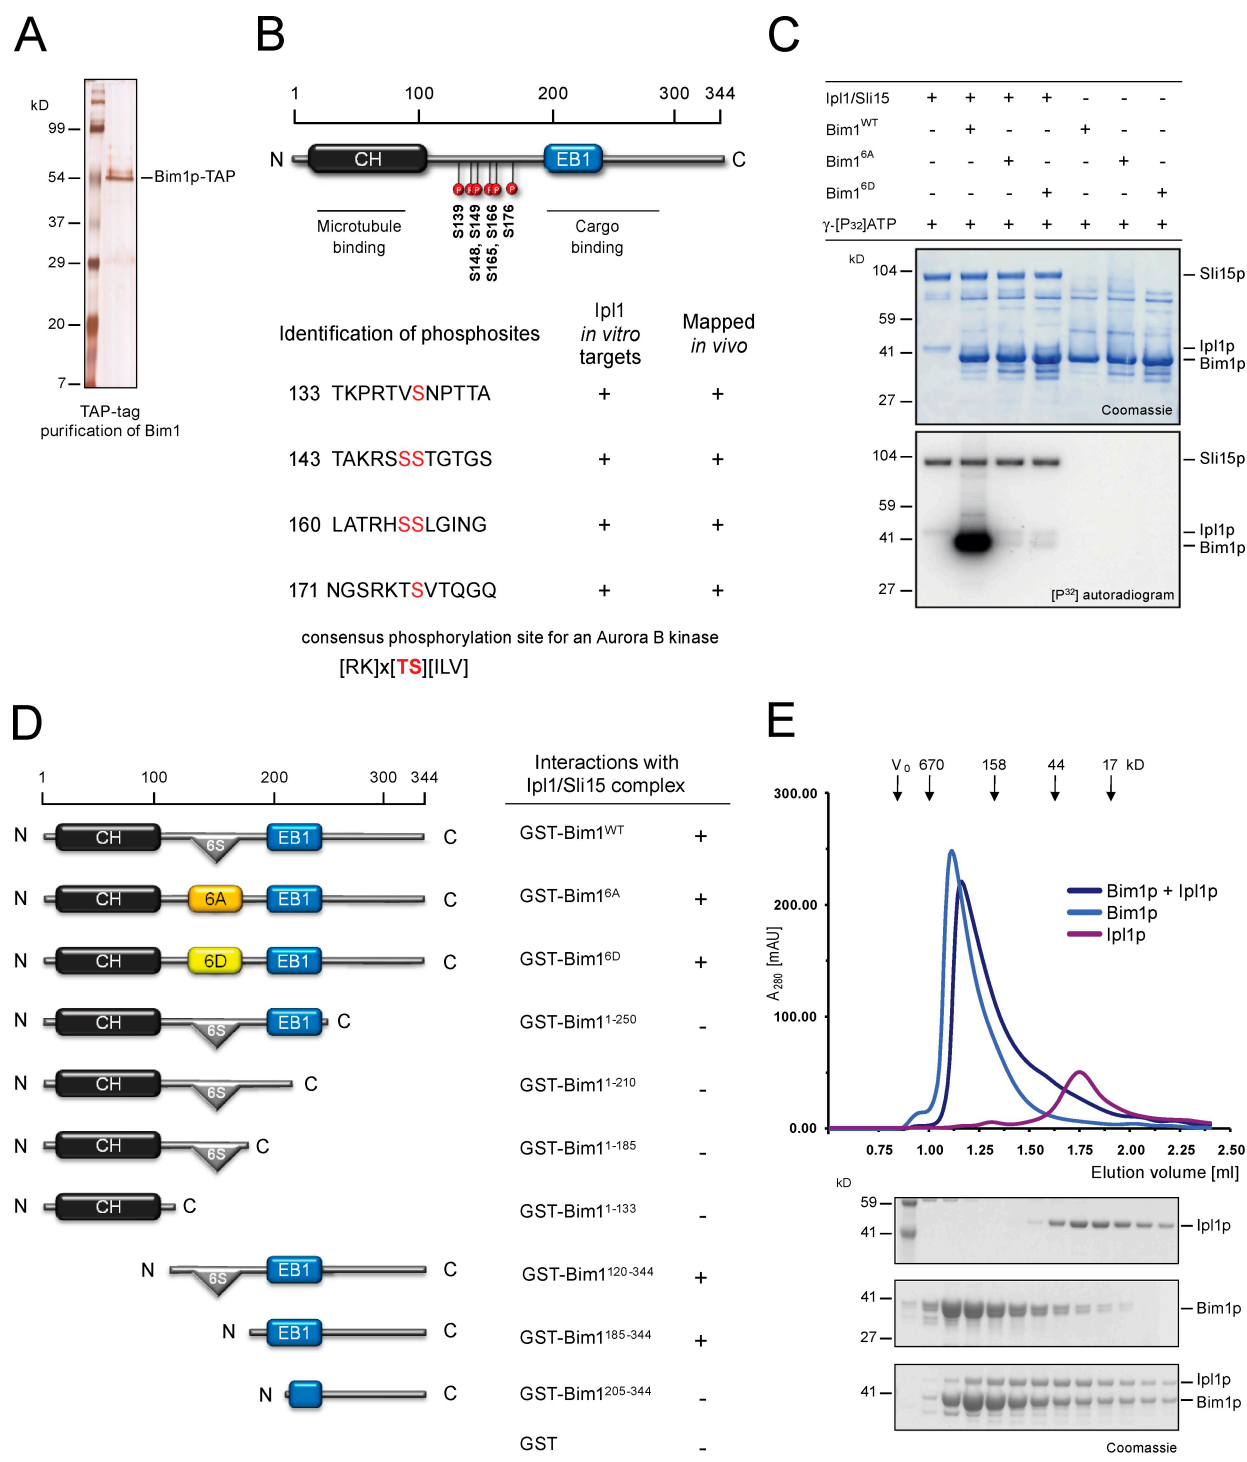 A
kD
99
54
37
29
20
7
Bim1p-TAP
TAP-tag
purification of Bim1
B
1 100 200 300 344
N CH EB1 C
P P P P P P
S139
S148, S149
S165, S166
S176
Microtubule
binding
Cargo
binding
Identification of phosphosites
Ipl1
in vitro
targets
Mapped
in vivo
133 TKPRTVSNPTTA + +
143 TAKRSSSTGTGS + +
160 LATRHSSLGING + +
171 NGSRKTSVTQGQ + +
consensus phosphorylation site for an Aurora B kinase
[RK]x[TS][ILV]
C
Ipl1/Sli15 + + + + - - -
Bim1WT - + - - + - -
Bim16A - - + - - + -
Bim16D - - - + - - +
γ-[P32]ATP + + + + + + +
kD
104
59
41
27
Sli15p
Ipl1p
Bim1p
Coomassie
104
59
41
27
Sli15p
Ipl1p
Bim1p
[P32] autoradiogram
D
1 100 200 300 344
Interactions with
Ipl1/Sli15 complex
N CH 6S EB1 C GST-Bim1WT +
N CH 6A EB1 C GST-Bim16A +
N CH 6D EB1 C GST-Bim16D +
N CH 6S EB1 C GST-Bim11-250 -
N CH 6S C GST-Bim11-210 -
N CH 6S C GST-Bim11-185 -
N CH C GST-Bim11-133 -
N 6S EB1 C GST-Bim1120-344 +
N EB1 C GST-Bim1185-344 +
N C GST-Bim1205-344 -
GST -
E
V0 670 158 44 17 kD
300.00
200.00
100.00
0.00
A280 [mAU]
Bim1p + Ipl1p
Bim1p
Ipl1p
0.75 1.00 1.25 1.50 1.75 2.00 2.25 2.50
Elution volume [ml]
kD
59
41
Ipl1p
41
27
Bim1p
41
Ipl1p
Bim1p
Coomassie